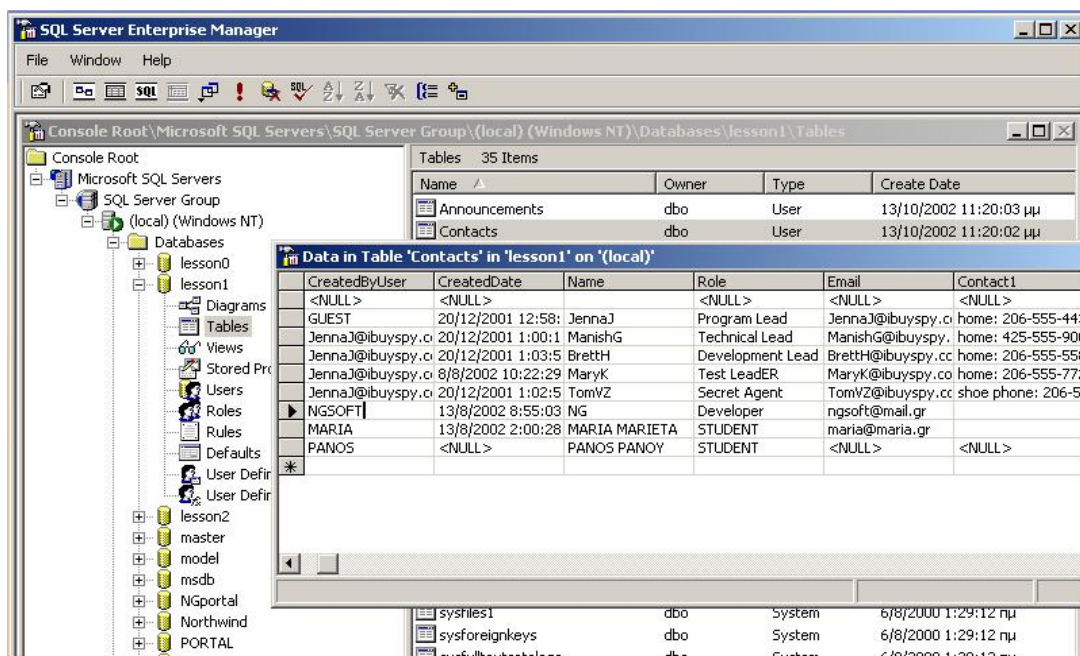 SQL Server Enterprise Manager
File Window Help
Console Root\Microsoft SQL Servers\SQL Server Group\(local) (Windows NT)\Databases\lesson1\Tables
Console Root
Microsoft SQL Servers
SQL Server Group
(local) (Windows NT)
Databases
lesson0
lesson1
Diagrams
Tables
Views
Stored Pro
Users
Roles
Rules
Defaults
User Defir
User Defir
lesson2
master
model
msdb
NGportal
Northwind
PORTAL
Tables 35 Items
Name Owner Type Create Date
Announcements dbo User 13/10/2002 11:20:03 μμ
Contacts dbo User 13/10/2002 11:20:02 μμ
Data in Table 'Contacts' in 'lesson1' on '(local)'
CreatedByUser CreatedDate Name Role Email Contact1
<NULL> <NULL> <NULL> <NULL> <NULL>
GUEST 20/12/2001 12:58: JennaJ Program Lead JennaJ@ibuyspy.c home: 206-555-44
JennaJ@ibuyspy.c 20/12/2001 1:00:1 ManishG Technical Lead ManishG@ibuyspy. home: 425-555-90
JennaJ@ibuyspy.c 20/12/2001 1:03:5 BrettH Development Lead BrettH@ibuyspy.cc home: 206-555-55
JennaJ@ibuyspy.c 8/8/2002 10:22:29 MaryK Test LeadER MaryK@ibuyspy.co home: 206-555-77
JennaJ@ibuyspy.c 20/12/2001 1:02:5 TomVZ Secret Agent TomVZ@ibuyspy.c shoe phone: 206-5
NGSOFT 13/8/2002 8:55:03 NG Developer ngsoft@mail.gr
MARIA 13/8/2002 2:00:28 MARIA MARIETA STUDENT maria@maria.gr
PANOS <NULL> PANOS PANOY STUDENT <NULL> <NULL>
sysfiles1 dbo System 6/8/2000 1:29:12 πμ
sysforeignkeys dbo System 6/8/2000 1:29:12 πμ